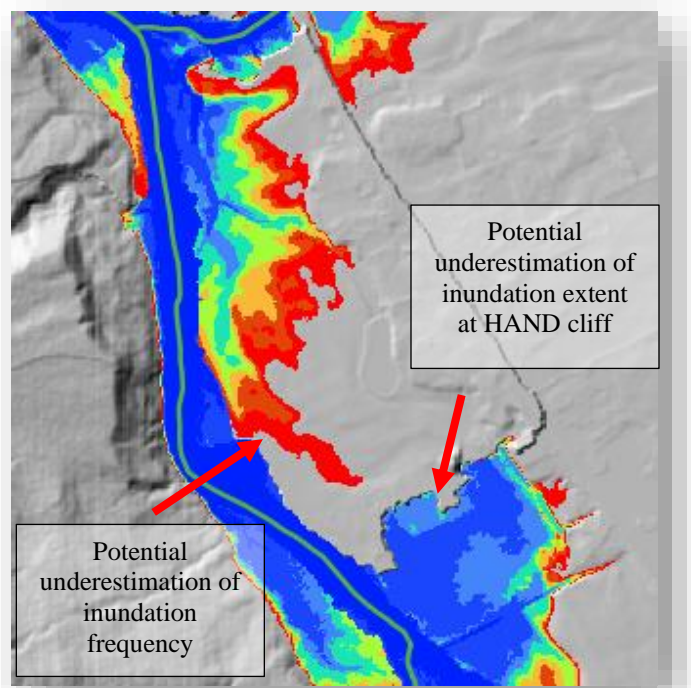 Potential
underestimation of
inundation extent
at HAND cliff
Potential
underestimation of
inundation
frequency